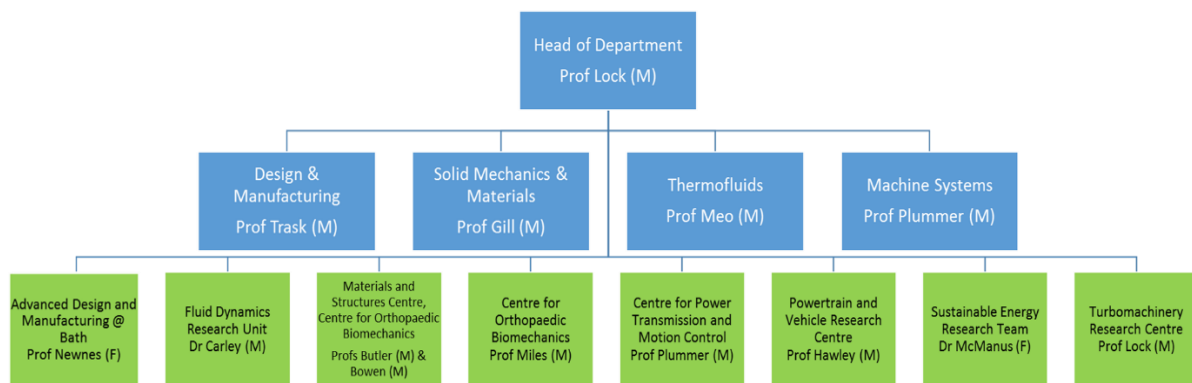 Head of Department
Prof Lock (M)
Design &
Manufacturing
Prof Trask (M)
Solid Mechanics &
Materials
Prof Gill (M)
Thermofluids
Prof Meo (M)
Machine Systems
Prof Plummer (M)
Advanced Design and
Manufacturing @
Bath
Prof Newnes (F)
Fluid Dynamics
Research Unit
Dr Carley (M)
Materials and
Structures Centre,
Centre for Orthopaedic
Biomechanics
Profs Butler (M) &
Bowen (M)
Centre for
Orthopaedic
Biomechanics
Prof Miles (M)
Centre for Power
Transmission and
Motion Control
Prof Plummer (M)
Powertrain and
Vehicle Research
Centre
Prof Hawley (M)
Sustainable Energy
Research Team
Dr McManus (F)
Turbomachinery
Research Centre
Prof Lock (M)